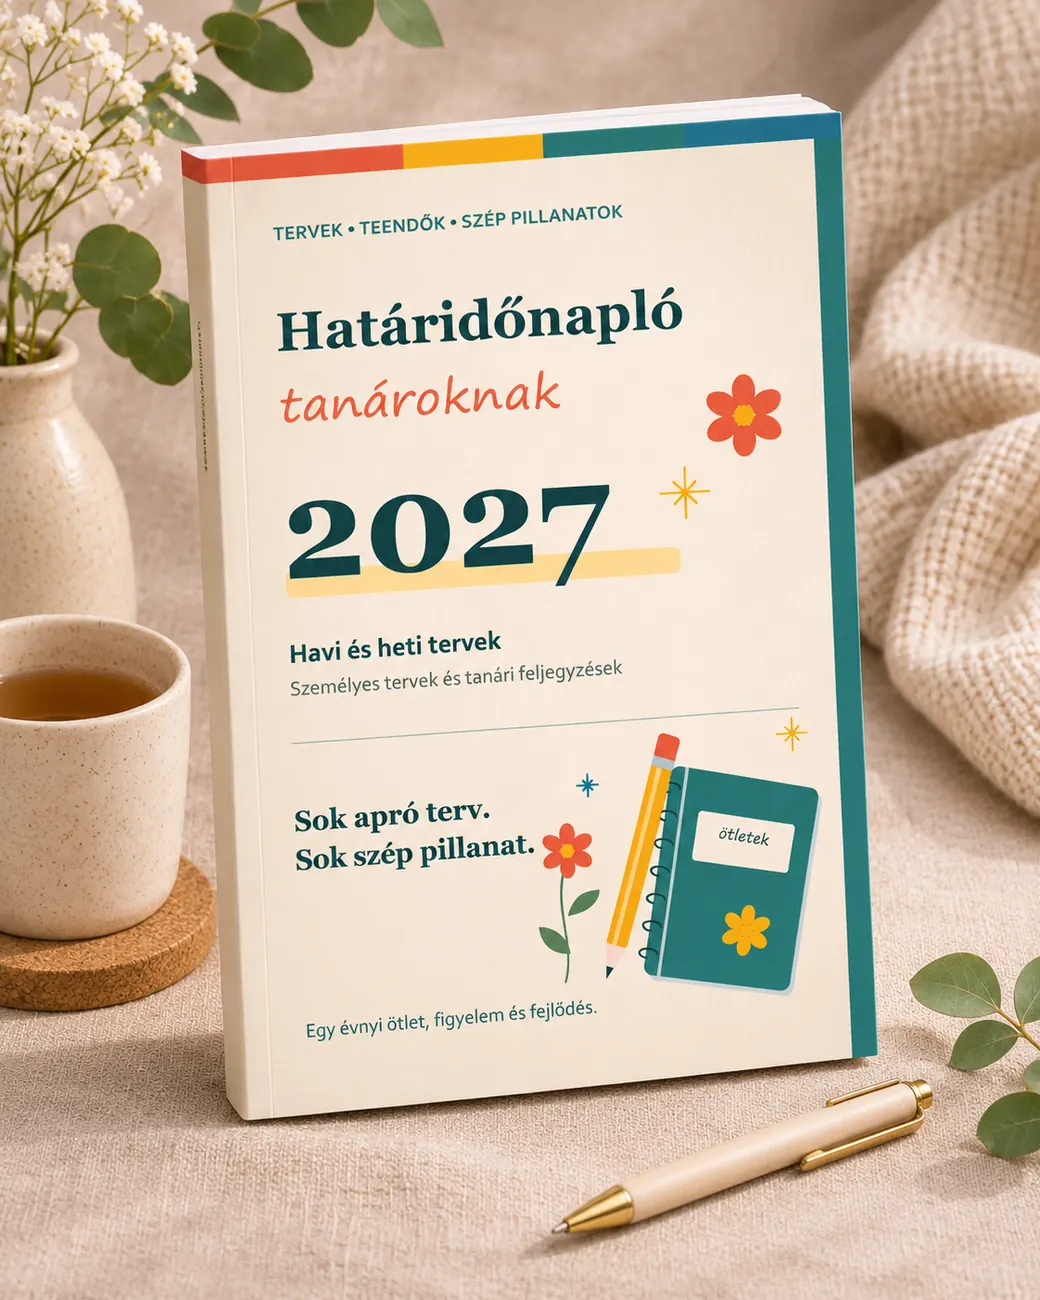 TERVEK • TEENDŐK • SZÉP PILLANATOK
Határidőnapló
tanároknak
2027
Havi és heti tervek
Személyes tervek és tanári feljegyzések
Sok apró terv.
Sok szép pillanat.
ötletek
Egy évnyi ötlet, figyelem és fejlődés.